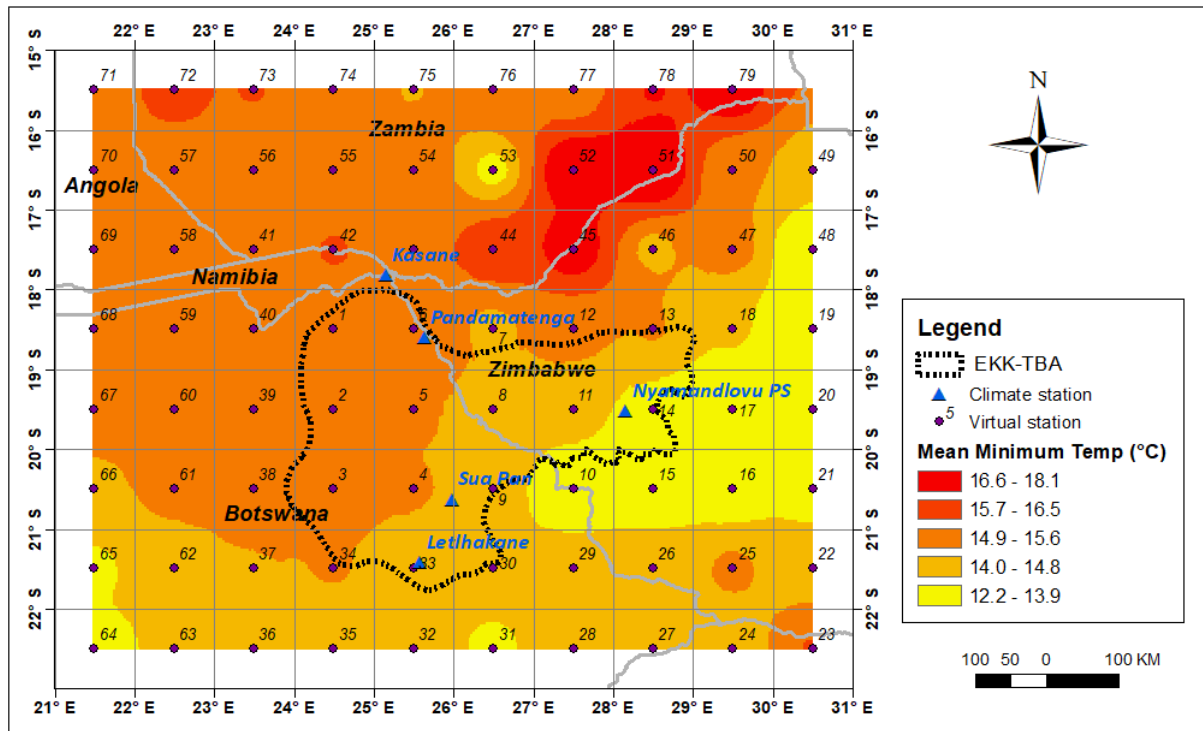 22° E 23° E 24° E 25° E 26° E 27° E 28° E 29° E 30° E 31° E
15° S 15° S
71 72 73 74 75 76 77 78 79
N
Zambia
16° S 16° S
70 57 56 55 54 53 52 51 50 49
Angola
17° S 17° S
69 58 41 42 44 45 46 47 48
Kasane
Namibia
18° S 18° S
68 59 40 1 6 Pandamatenga 7 12 13 18 19
Zimbabwe
19° S 19° S
67 60 39 2 5 8 11 Nyamandlovu PS 14 17 20
20° S 20° S
66 61 38 3 4 Sua Pan 9 10 15 16 21
Botswana
21° S 21° S
65 62 37 34 Letlhakane 33 30 29 26 25 22
22° S 22° S
64 63 36 35 32 31 28 27 24 23
21° E 22° E 23° E 24° E 25° E 26° E 27° E 28° E 29° E 30° E 31° E
Legend
EKK-TBA
Climate station
5 Virtual station
Mean Minimum Temp (°C)
16.6 - 18.1
15.7 - 16.5
14.9 - 15.6
14.0 - 14.8
12.2 - 13.9
100 50 0 100 KM